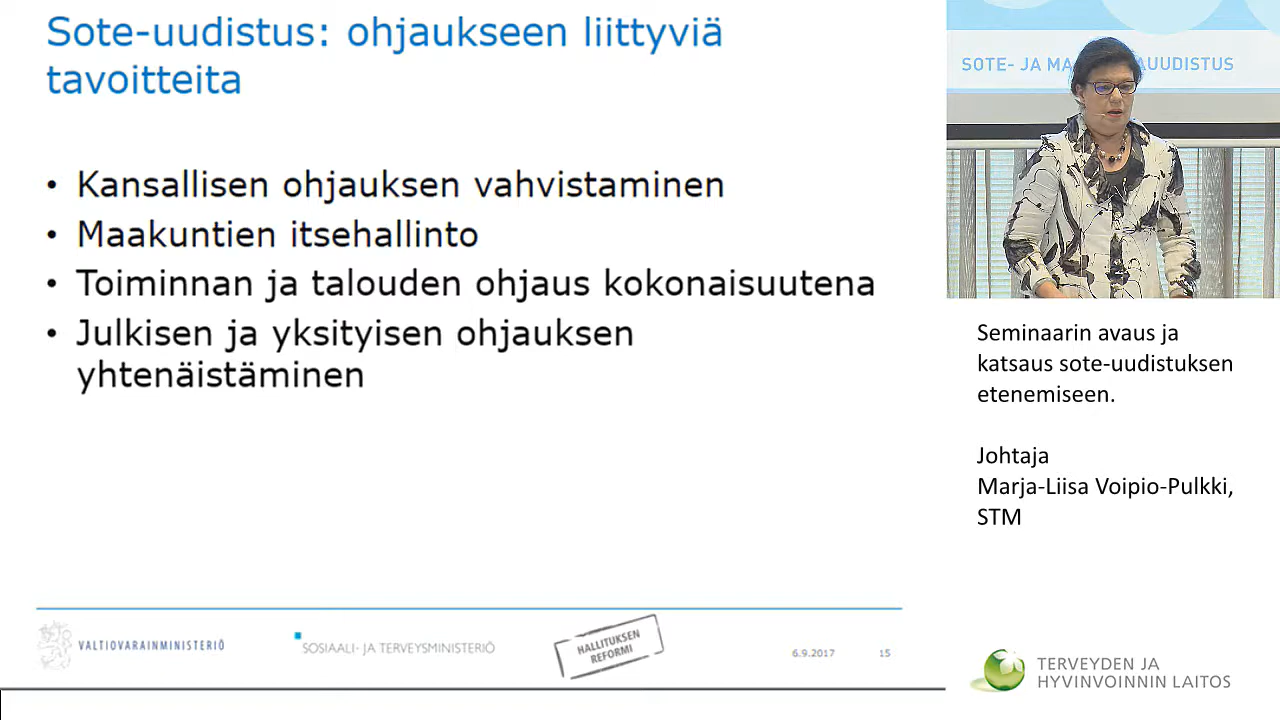 Sote-uudistus: ohjaukseen liittyviä
tavoitteita
• Kansallisen ohjauksen vahvistaminen
• Maakuntien itsehallinto
• Toiminnan ja talouden ohjaus kokonaisuutena
• Julkisen ja yksityisen ohjauksen
yhtenäistäminen
VALTIOVARAINMINISTERIÖ
SOSIAALI- JA TERVEYSMINISTERIÖ
HALLITUKSEN
REFORMI
6.9.2017
15
SOTE- JA MA AUUDISTUS
Seminaarin avaus ja
katsaus sote-uudistuksen
etenemiseen.
Johtaja
Marja-Liisa Voipio-Pulkki,
STM
TERVEYDEN JA
HYVINVOINNIN LAITOS